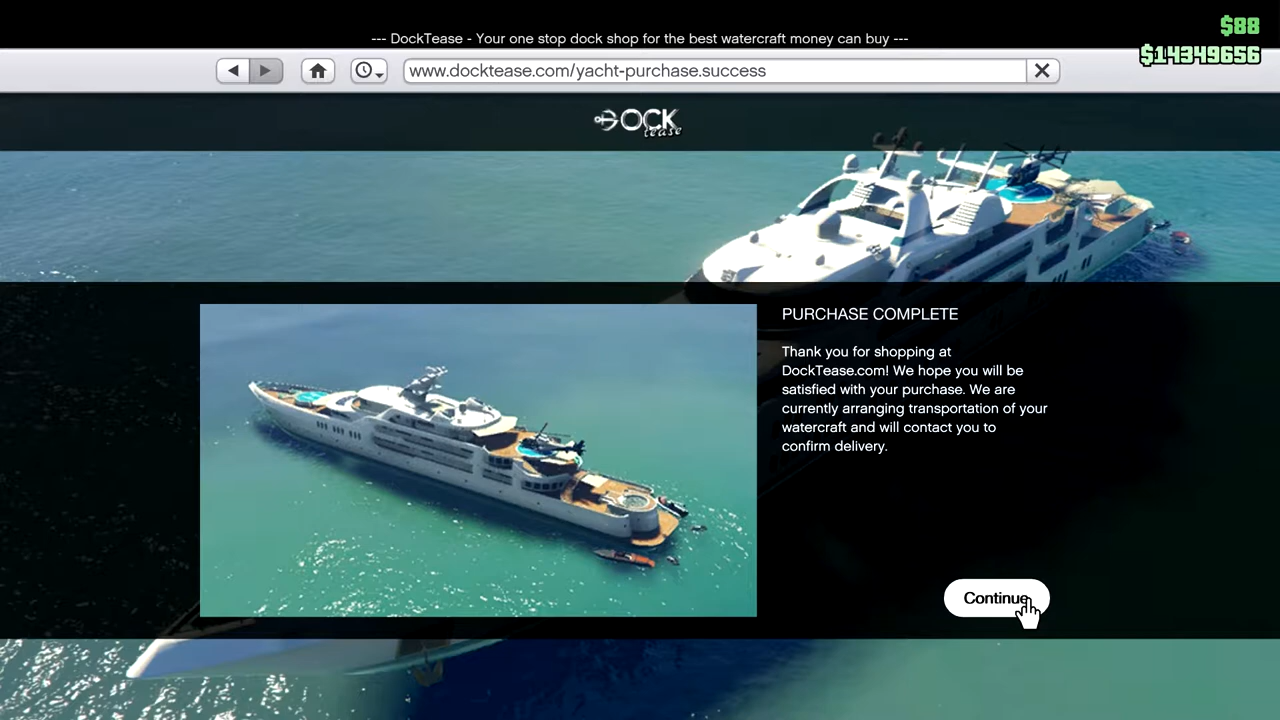 --- DockTease - Your one stop dock shop for the best watercraft money can buy ---
$88
$14349656
www.docktease.com/yacht-purchase.success
DOCK
tease
PURCHASE COMPLETE
Thank you for shopping at
DockTease.com! We hope you will be
satisfied with your purchase. We are
currently arranging transportation of your
watercraft and will contact you to
confirm delivery.
Continue